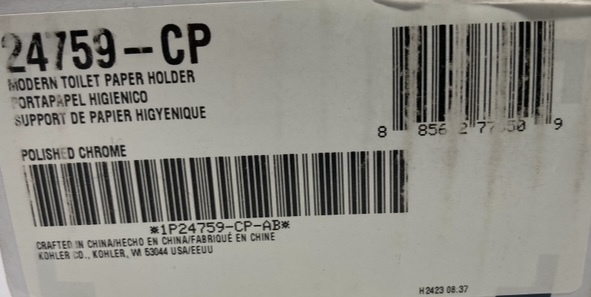 24759-CP
MODERN TOILET PAPER HOLDER
PORTAPAPEL HIGIENICO
SUPPORT DE PAPIER HIGYENIQUE
POLISHED CHROME
*1P24759-CP-AB*
CRAFTED IN CHINA/HECHO EN CHINA/FABRIQUÉ EN CHINE
KOHLER CO., KOHLER, WI 53044 USA/EEUU
H2423 08:37